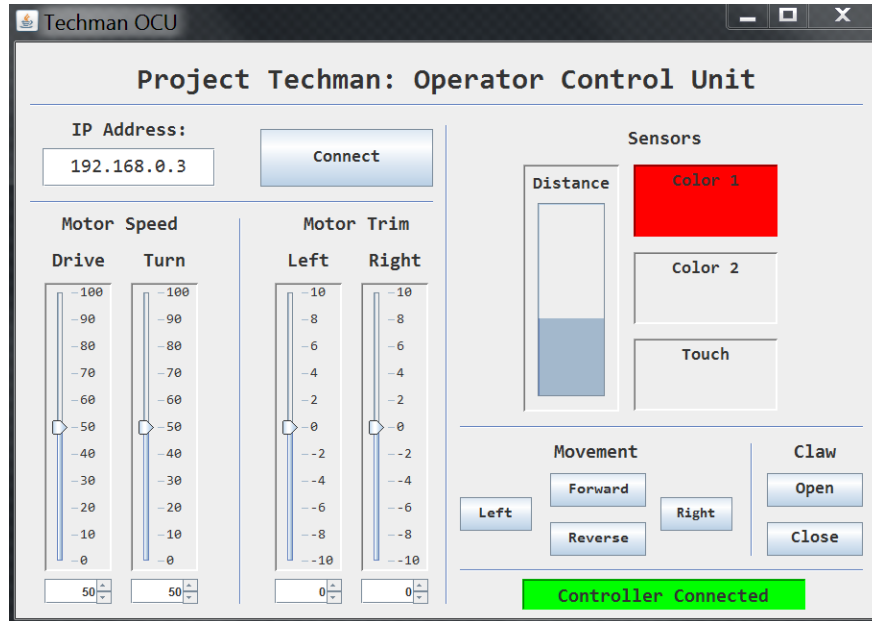 Techman OCU
Project Techman: Operator Control Unit
IP Address:
192.168.0.3
Connect
Motor Speed
Drive
Turn
100
90
80
70
60
50
40
30
20
10
0
50
100
90
80
70
60
50
40
30
20
10
0
50
Motor Trim
Left
Right
10
8
6
4
2
0
-2
-4
-6
-8
-10
0
10
8
6
4
2
0
-2
-4
-6
-8
-10
0
Sensors
Distance
Color 1
Color 2
Touch
Movement
Forward
Left
Right
Reverse
Claw
Open
Close
Controller Connected